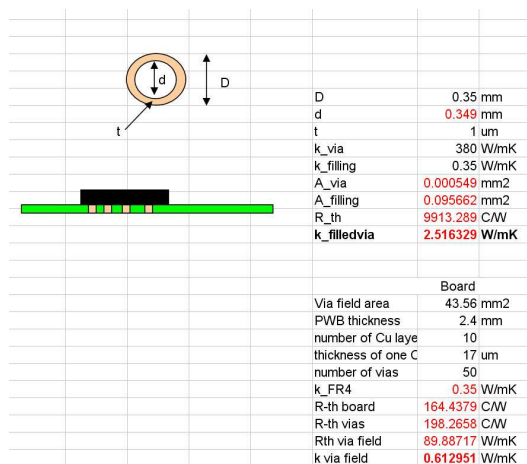 d
D
t
D 0.35 mm
d 0.349 mm
t 1 um
k_via 380 W/mK
k_filling 0.35 W/mK
A_via 0.000549 mm2
A_filling 0.095662 mm2
R_th 9913.289 C/W
k_filledvia 2.516329 W/mK
Board
Via field area 43.56 mm2
PWB thickness 2.4 mm
number of Cu laye 10
thickness of one C 17 um
number of vias 50
k_FR4 0.35 W/mK
R-th board 164.4379 C/W
R-th vias 198.2658 C/W
Rth via field 89.88717 W/mK
k via field 0.612951 W/mK